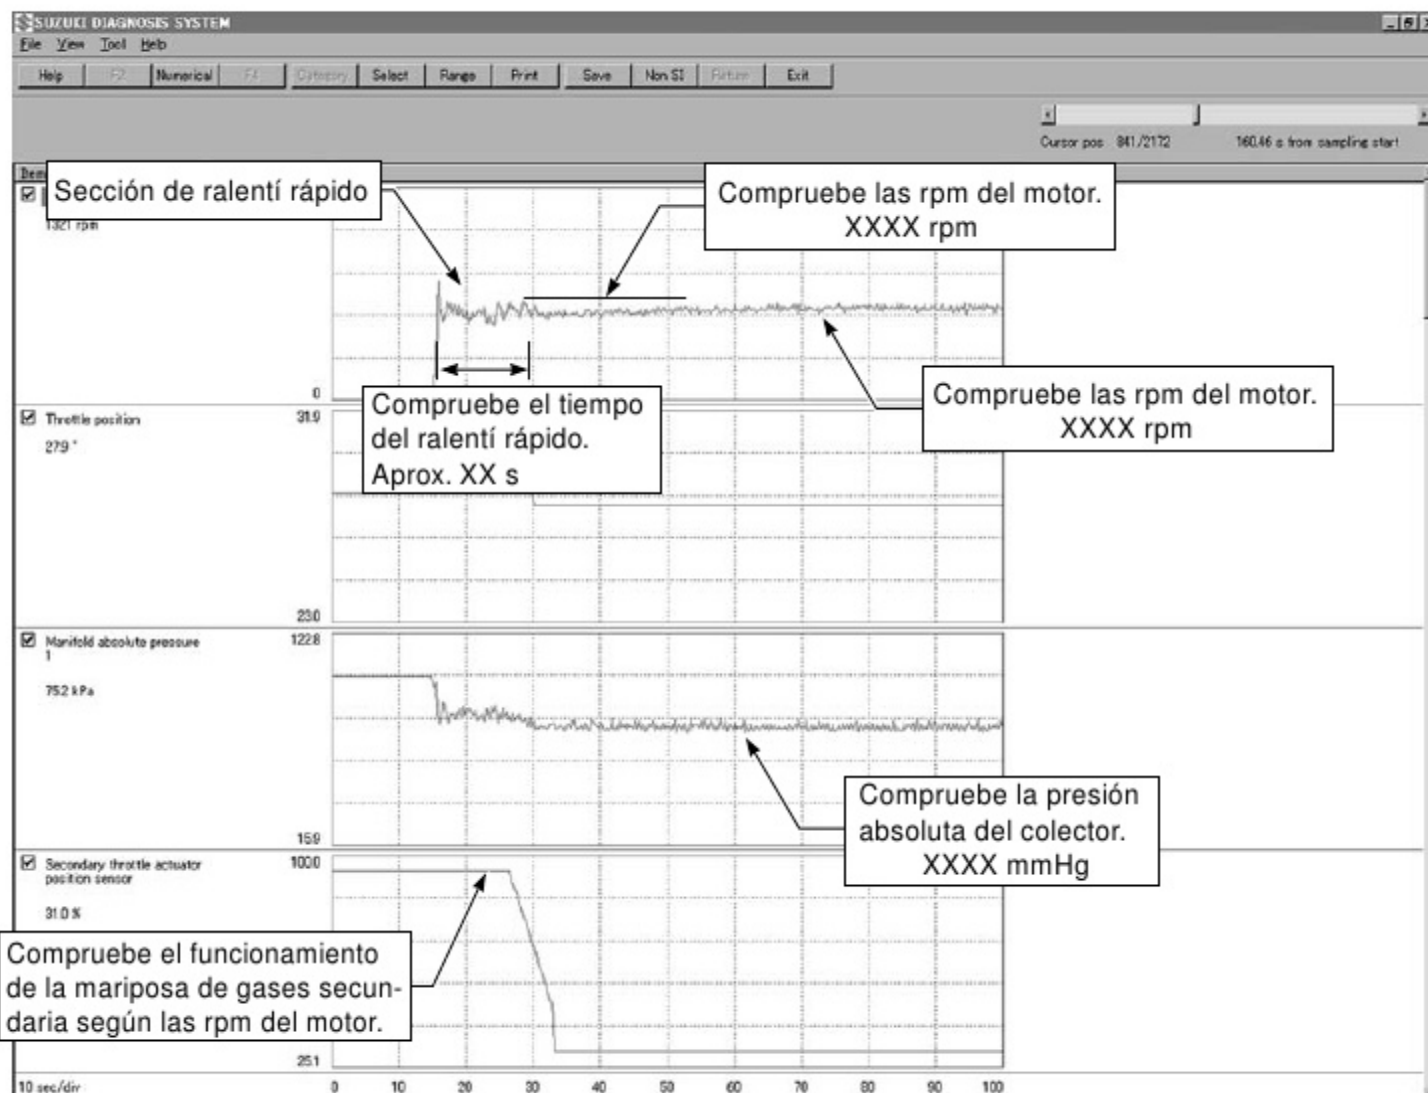 SUZUKI DIAGNOSIS SYSTEM
File View Tool Help
Help F2 Numerical F4 Category Select Range Print Save Non SI Return Exit
Cursor pos 841/2172 160.46 s from sampling start
Sección de ralentí rápido
1321 rpm
Compruebe las rpm del motor.
XXXX rpm
0
Compruebe el tiempo
del ralentí rápido.
Aprox. XX s
Compruebe las rpm del motor.
XXXX rpm
Throttle position
27.9 °
31.9
23.0
Manifold absolute pressure
1
75.2 kPa
122.8
15.9
Compruebe la presión
absoluta del colector.
XXXX mmHg
Secondary throttle actuator
position sensor
31.0 %
100.0
25.1
Compruebe el funcionamiento
de la mariposa de gases secun-
daria según las rpm del motor.
10 sec/div 0 10 20 30 40 50 60 70 80 90 100